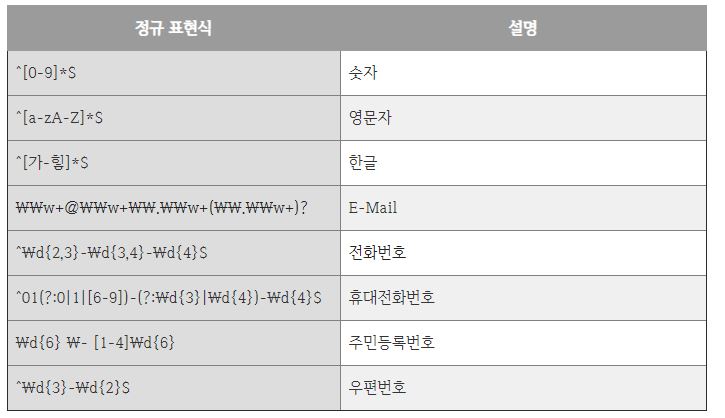 정규 표현식 설명
^[0-9]*$ 숫자
^[a-zA-Z]*$ 영문자
^[가-힣]*$ 한글
₩₩w+@₩₩w+₩₩.₩₩w+(₩₩.₩₩w+)? E-Mail
^₩d{2,3}-₩d{3,4}-₩d{4}$ 전화번호
^01(?:0|1|[6-9])-(?:₩d{3}|₩d{4})-₩d{4}$ 휴대전화번호
₩d{6} ₩- [1-4]₩d{6} 주민등록번호
^₩d{3}-₩d{2}$ 우편번호